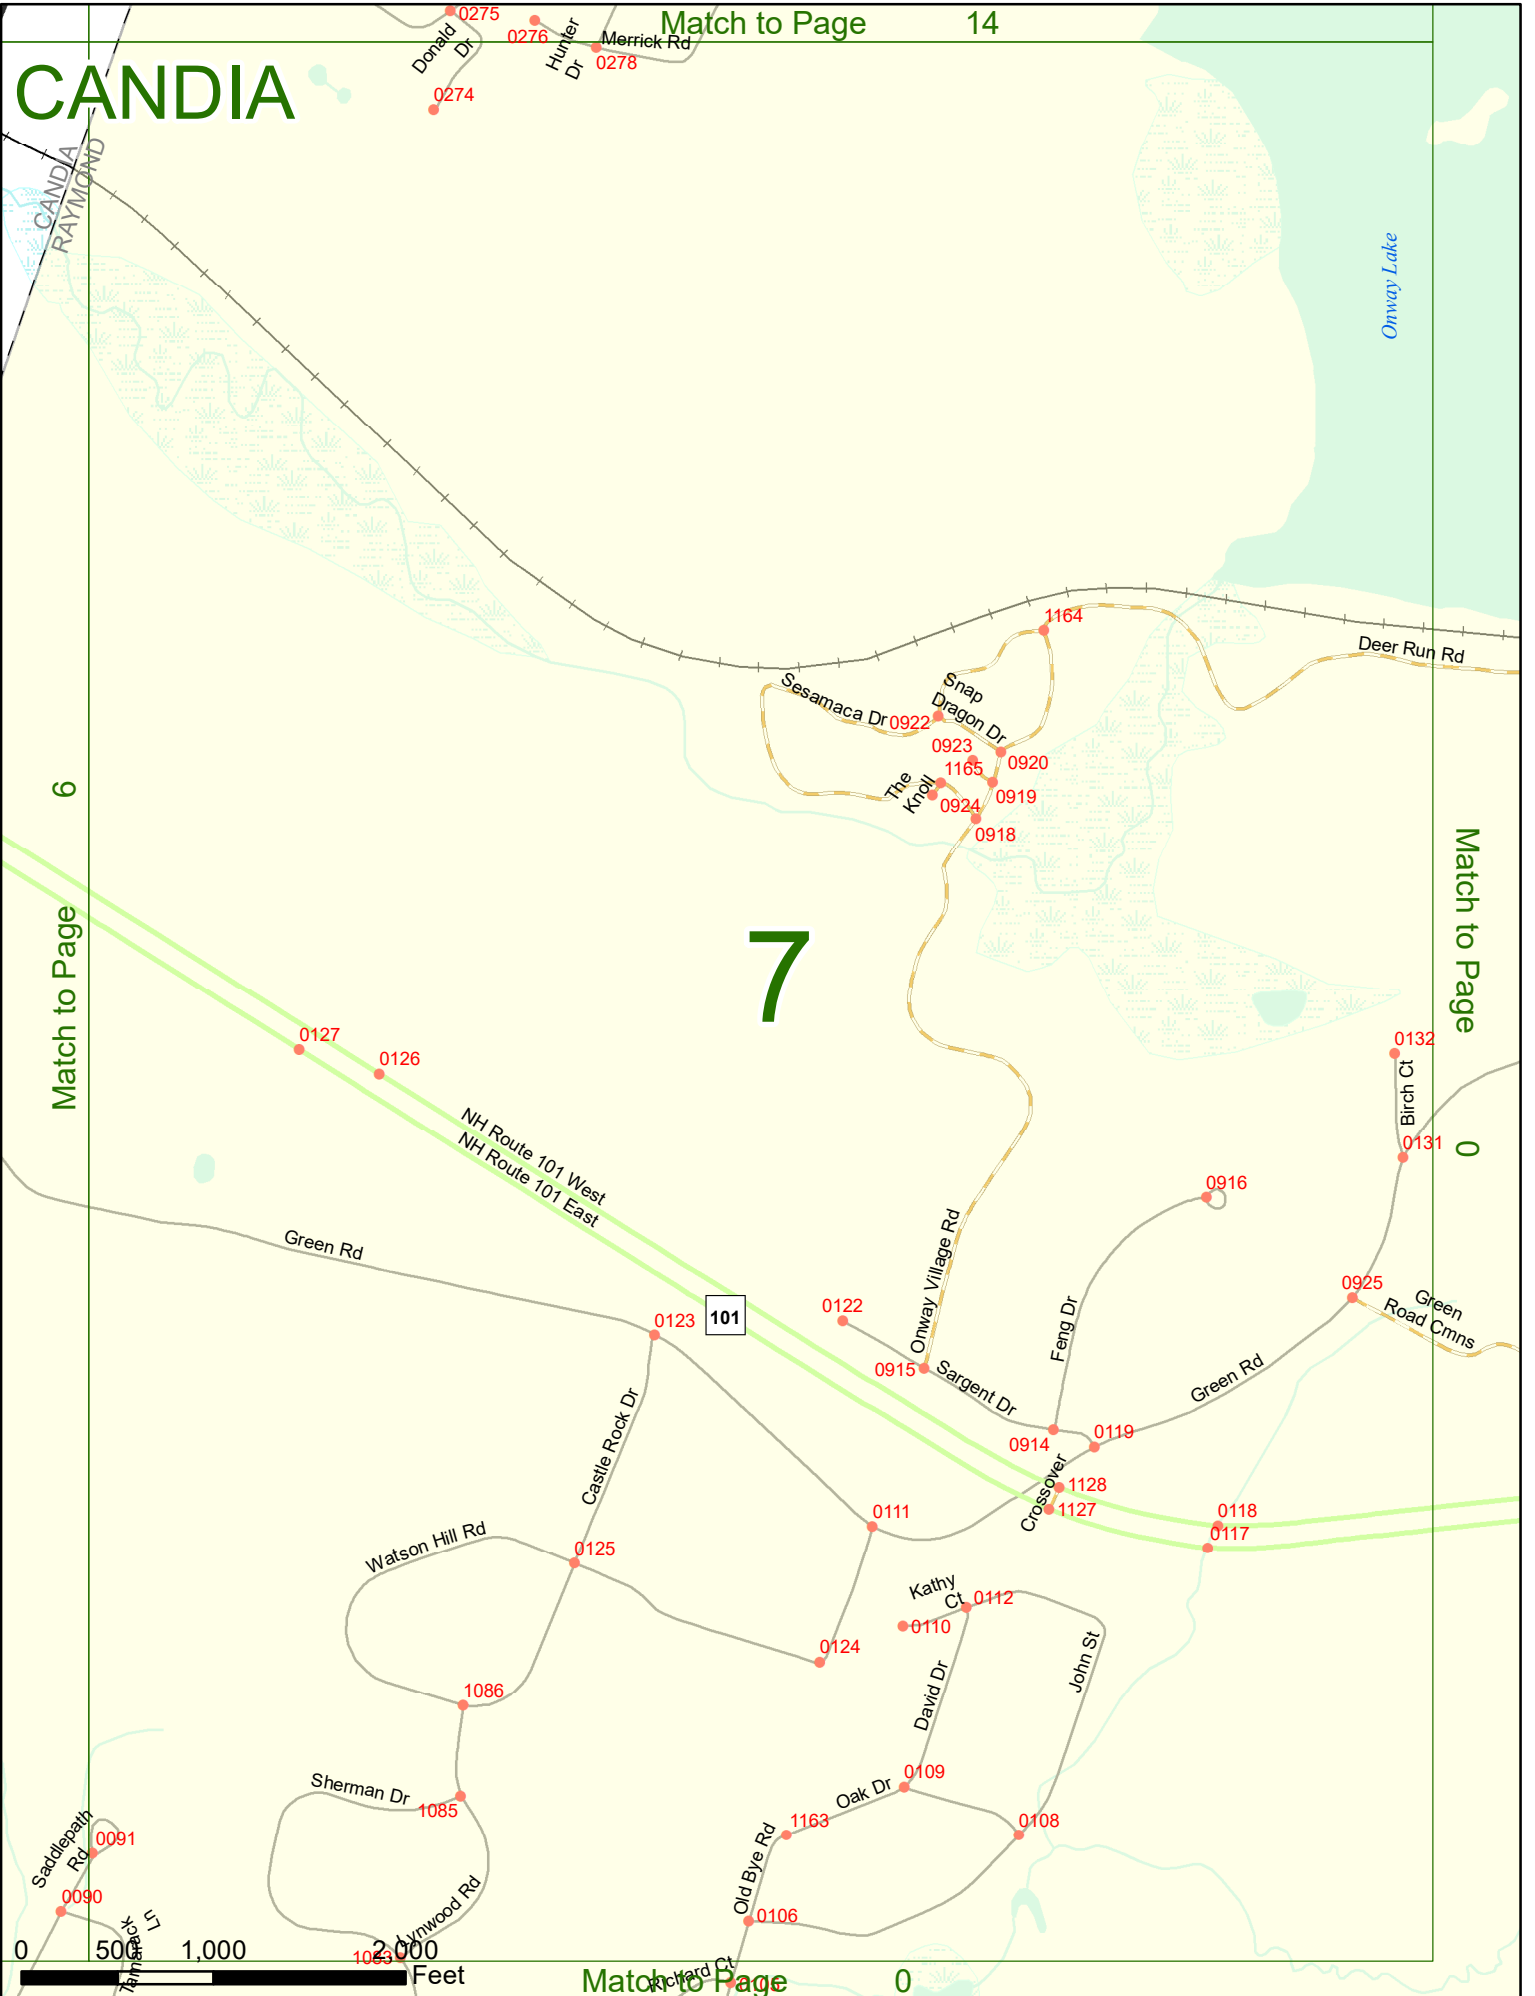 Match to Page 14
0275
0276
Donald
Dr
Hunter
Dr
Merrick Rd
0278
CANDIA
0274
CANDIA
RAYMOND
Onway Lake
1164
Deer Run Rd
Sesamaca Dr
Snap
Dragon Dr
0922
0923
0920
1165
0919
The
Knoll
0924
0918
Match to Page 6
7
Match to Page 0
0127
0126
NH Route 101 West
NH Route 101 East
0132
Birch Ct
0131
0916
Green Rd
Onway Village Rd
0925
Green
Road Cmns
Feng Dr
0123
101
0122
0915
Sargent Dr
Green Rd
Castle Rock Dr
0914
0119
Crossover
1128
1127
0118
0117
0111
Watson Hill Rd
0125
Kathy
Ct
0112
0110
0124
John St
David Dr
1086
0109
Oak Dr
Sherman Dr
1085
1163
0108
Saddlepath
Rd
0091
Old Bye Rd
0090
Lynwood Rd
0106
Tamarack
Ln
1083
0 500 1,000 2,000
Feet
Richard Ct
0105
Match to Page 0